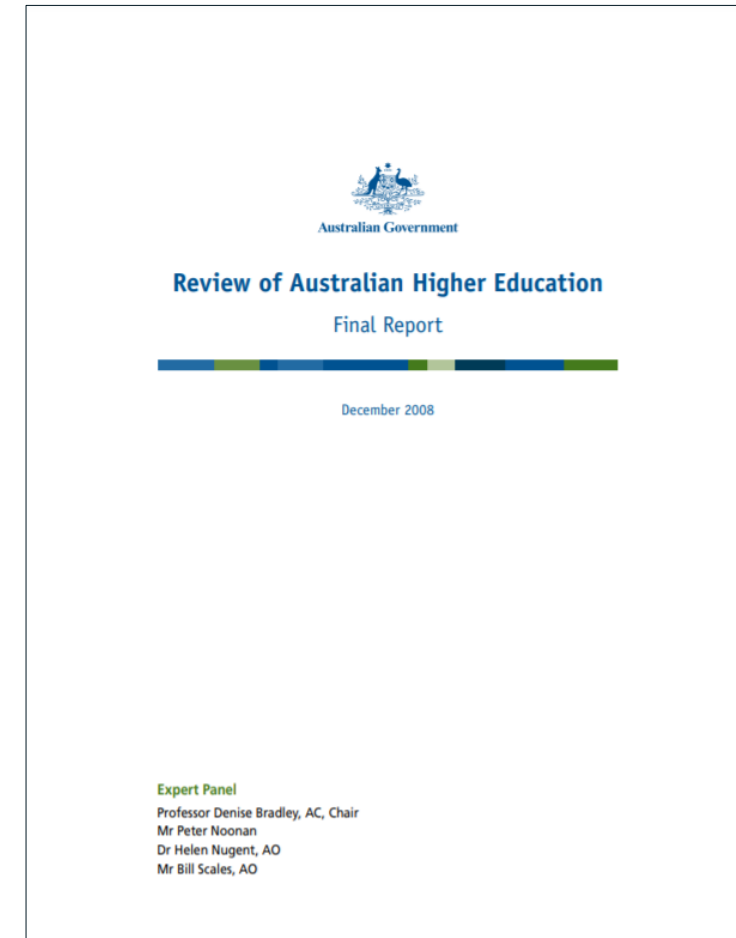 Australian Government
Review of Australian Higher Education
Final Report
December 2008
Expert Panel
Professor Denise Bradley, AC, Chair
Mr Peter Noonan
Dr Helen Nugent, AO
Mr Bill Scales, AO